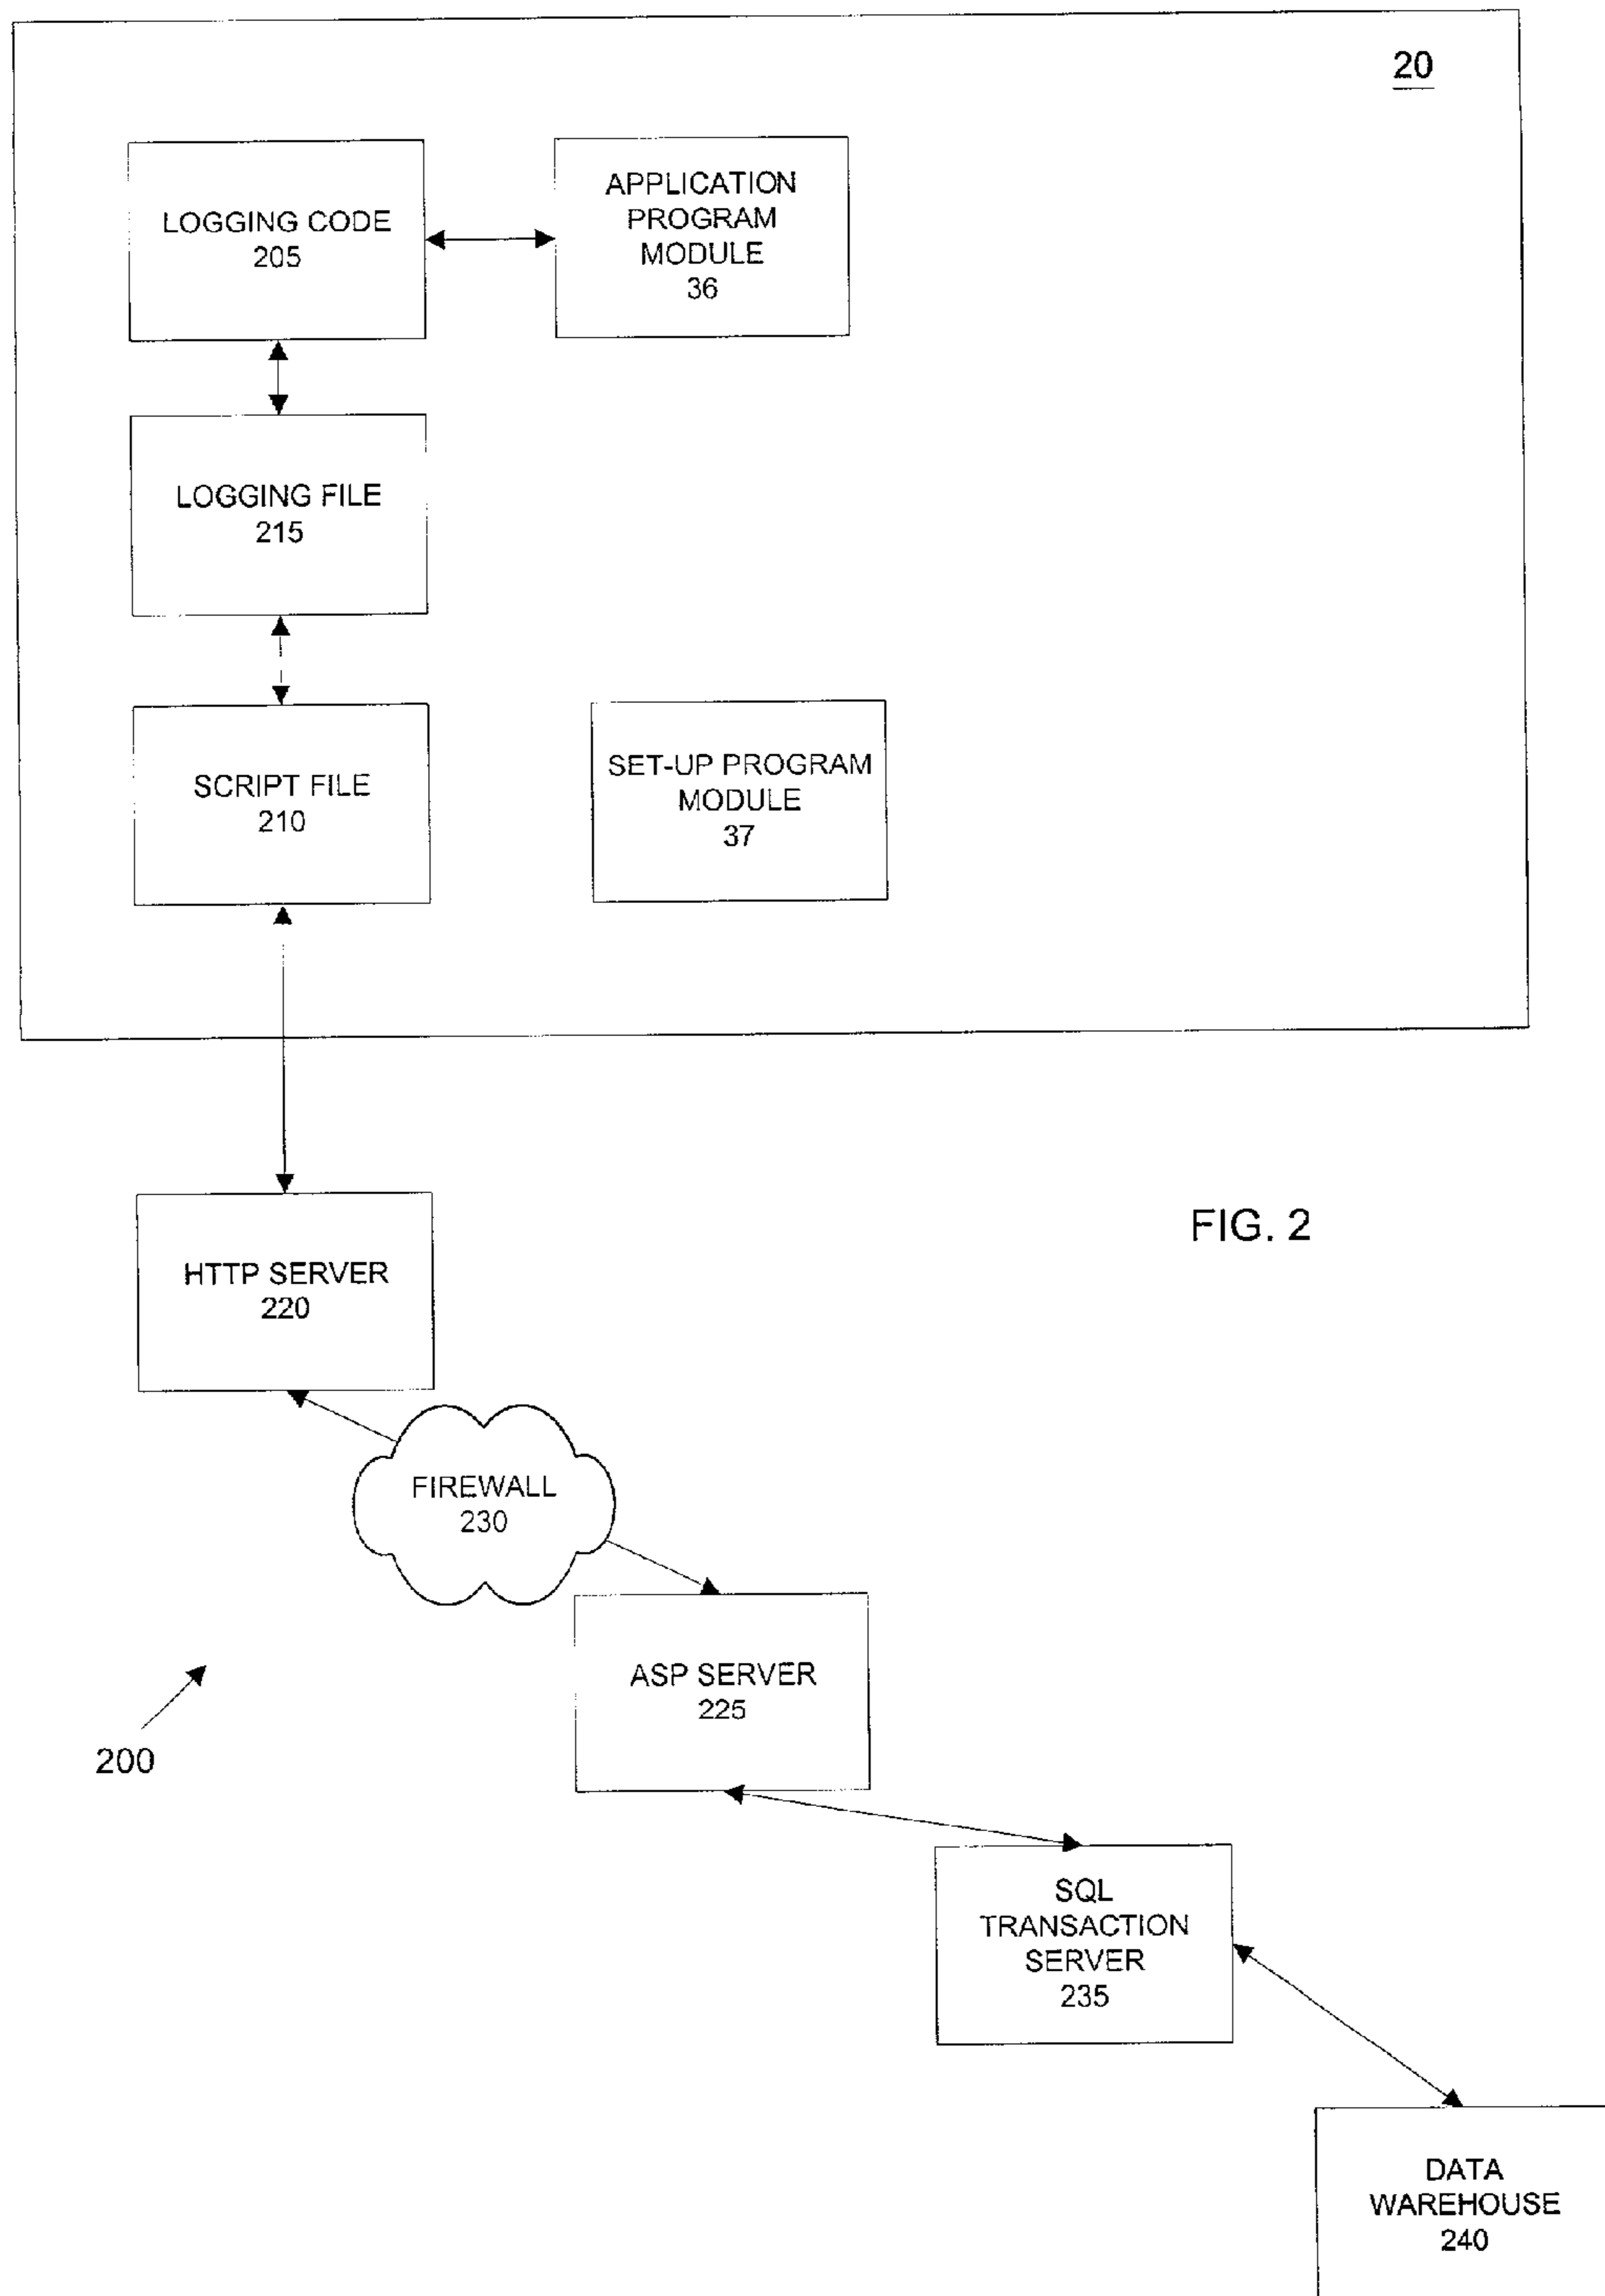 20
LOGGING CODE
205
APPLICATION
PROGRAM
MODULE
36
LOGGING FILE
215
SCRIPT FILE
210
SET-UP PROGRAM
MODULE
37
HTTP SERVER
220
FIG. 2
FIREWALL
230
ASP SERVER
225
200
SQL
TRANSACTION
SERVER
235
DATA
WAREHOUSE
240